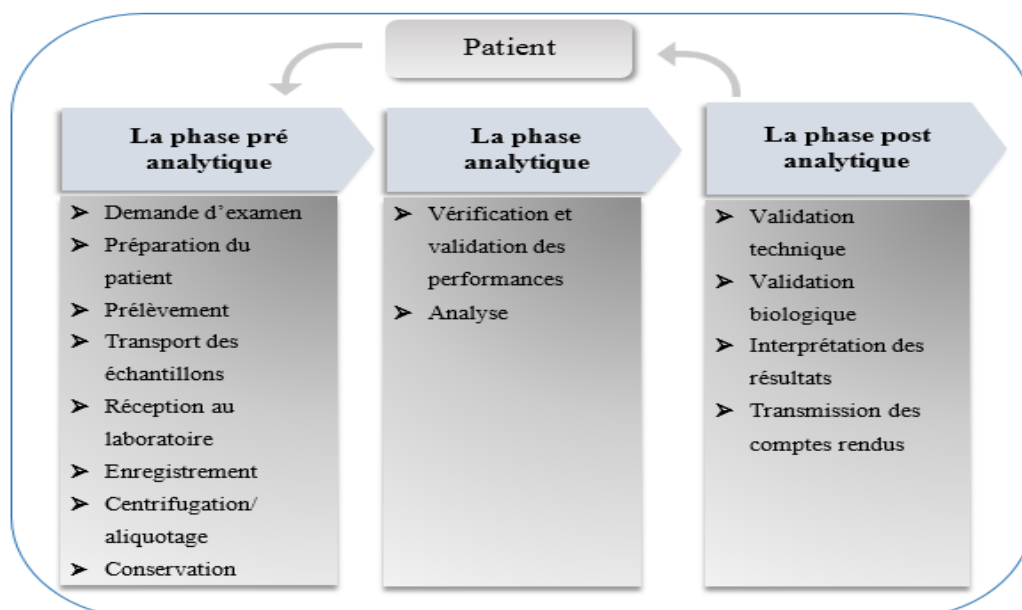 Patient
La phase pré
analytique
➤ Demande d'examen
➤ Préparation du
patient
➤ Prélèvement
➤ Transport des
échantillons
➤ Réception au
laboratoire
➤ Enregistrement
➤ Centrifugation/
aliquotage
➤ Conservation
La phase
analytique
➤ Vérification et
validation des
performances
➤ Analyse
La phase post
analytique
➤ Validation
technique
➤ Validation
biologique
➤ Interprétation des
résultats
➤ Transmission des
comptes rendus